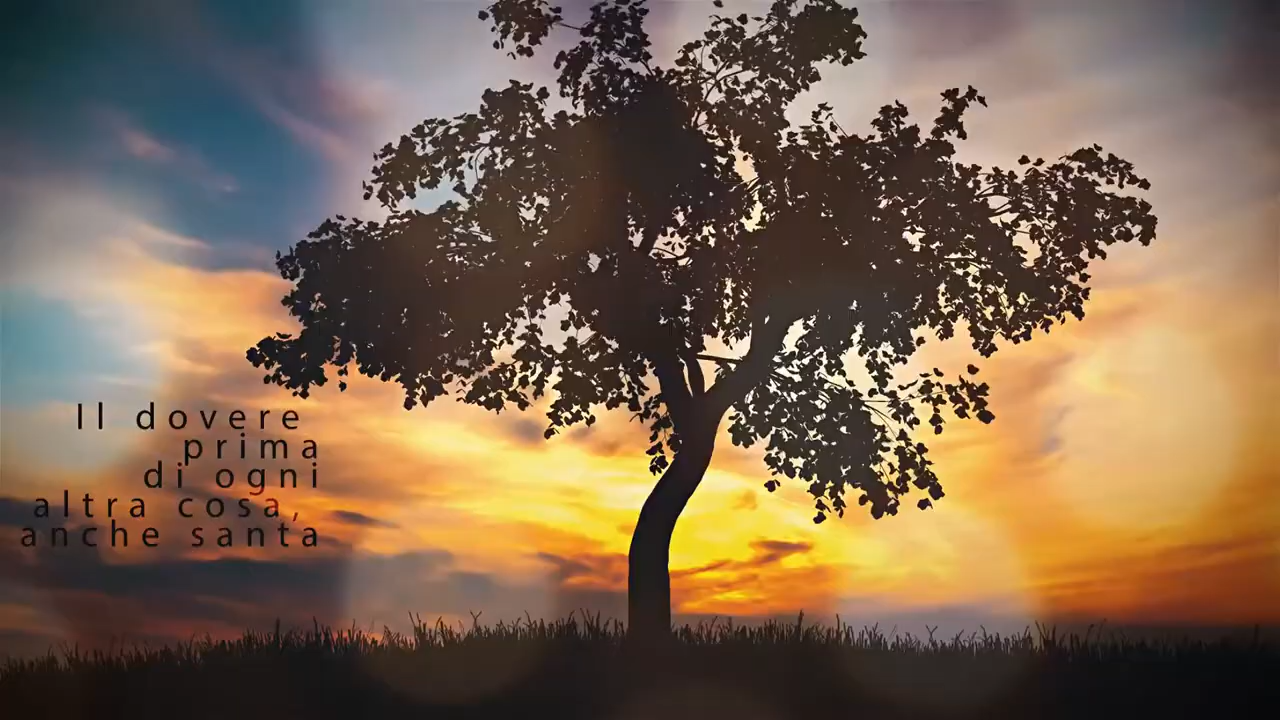 Il dovere
prima
di ogni
altra cosa,
anche santa